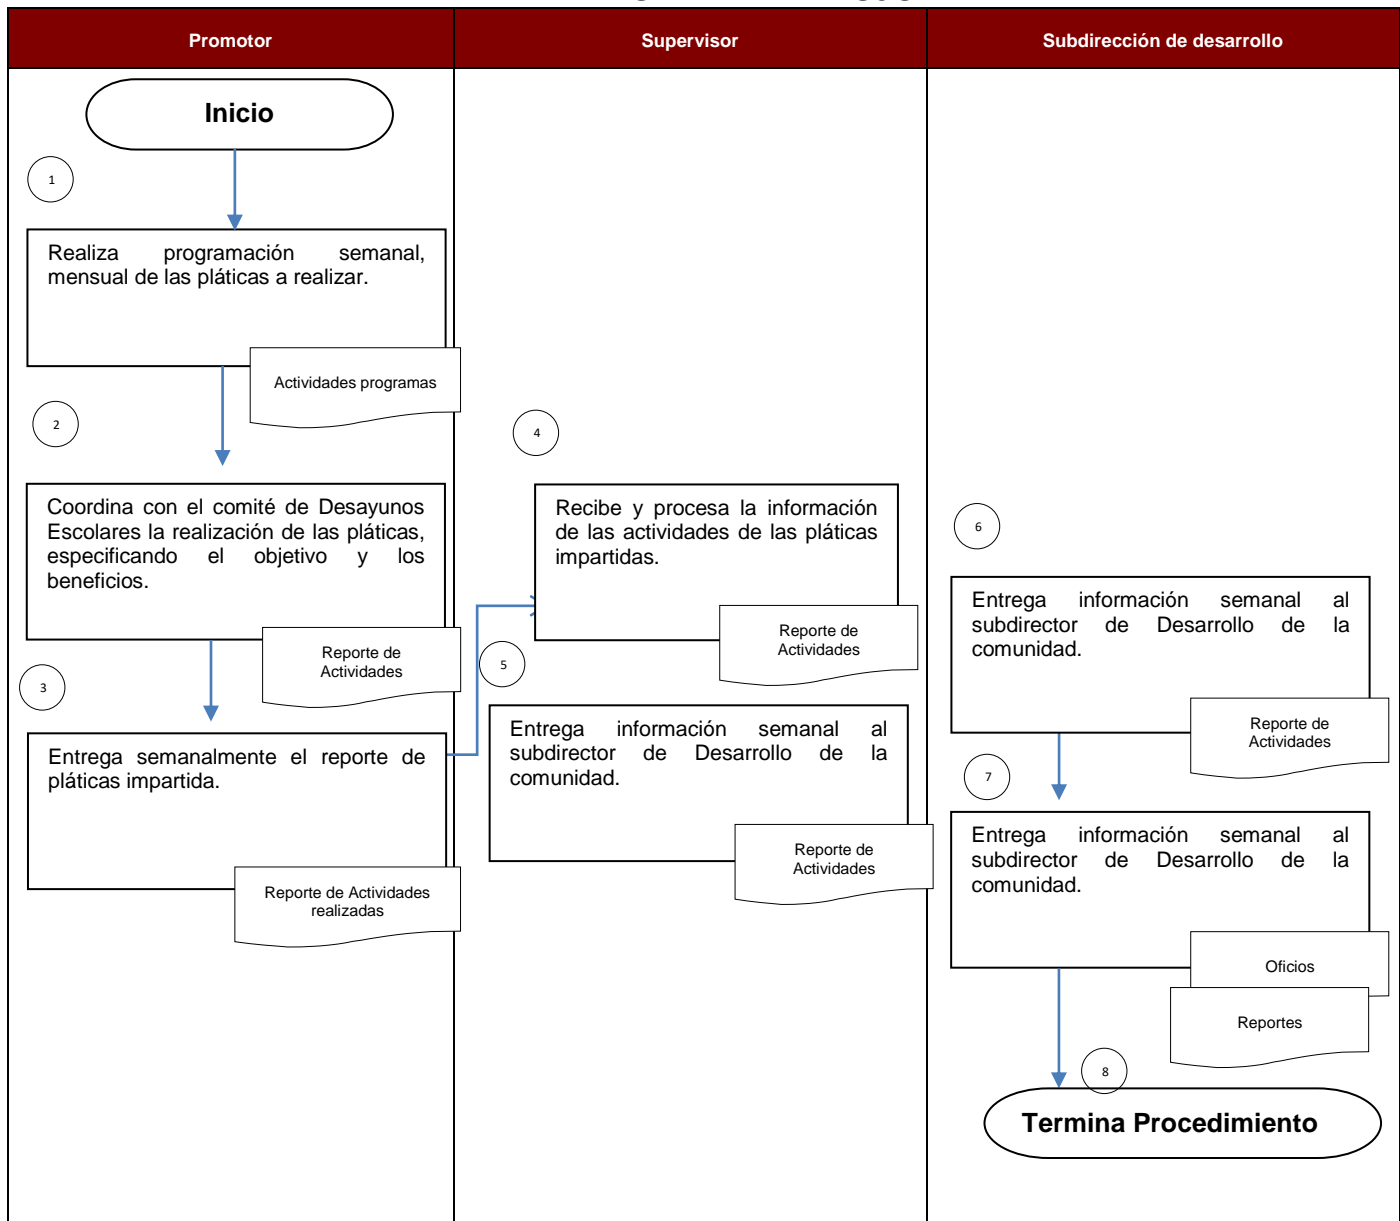 Promotor
Supervisor
Subdirección de desarrollo
Inicio
1
Realiza programación semanal,
mensual de las pláticas a realizar.
Actividades programas
2
Coordina con el comité de Desayunos
Escolares la realización de las pláticas,
especificando el objetivo y los
beneficios.
Reporte de
Actividades
3
Entrega semanalmente el reporte de
pláticas impartida.
Reporte de Actividades
realizadas
4
Recibe y procesa la información
de las actividades de las pláticas
impartidas.
Reporte de
Actividades
5
Entrega información semanal al
subdirector de Desarrollo de la
comunidad.
Reporte de
Actividades
6
Entrega información semanal al
subdirector de Desarrollo de la
comunidad.
Reporte de
Actividades
7
Entrega información semanal al
subdirector de Desarrollo de la
comunidad.
Oficios
Reportes
8
Termina Procedimiento